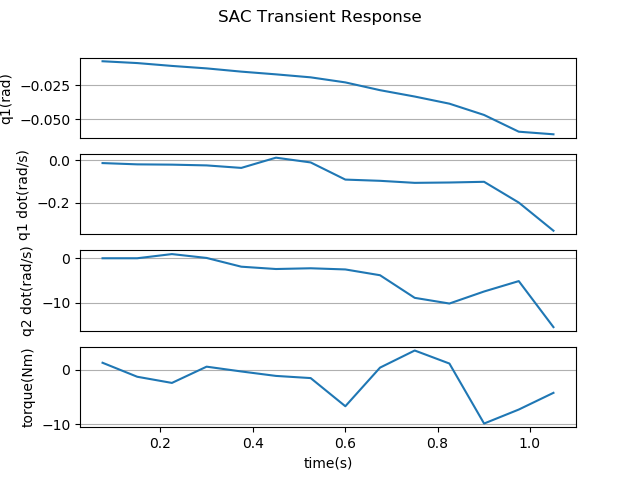 SAC Transient Response
q1(rad)
−0.025
−0.050
q1 dot(rad/s)
0.0
−0.2
q2 dot(rad/s)
0
−10
torque(Nm)
0
−10
0.2 0.4 0.6 0.8 1.0
time(s)